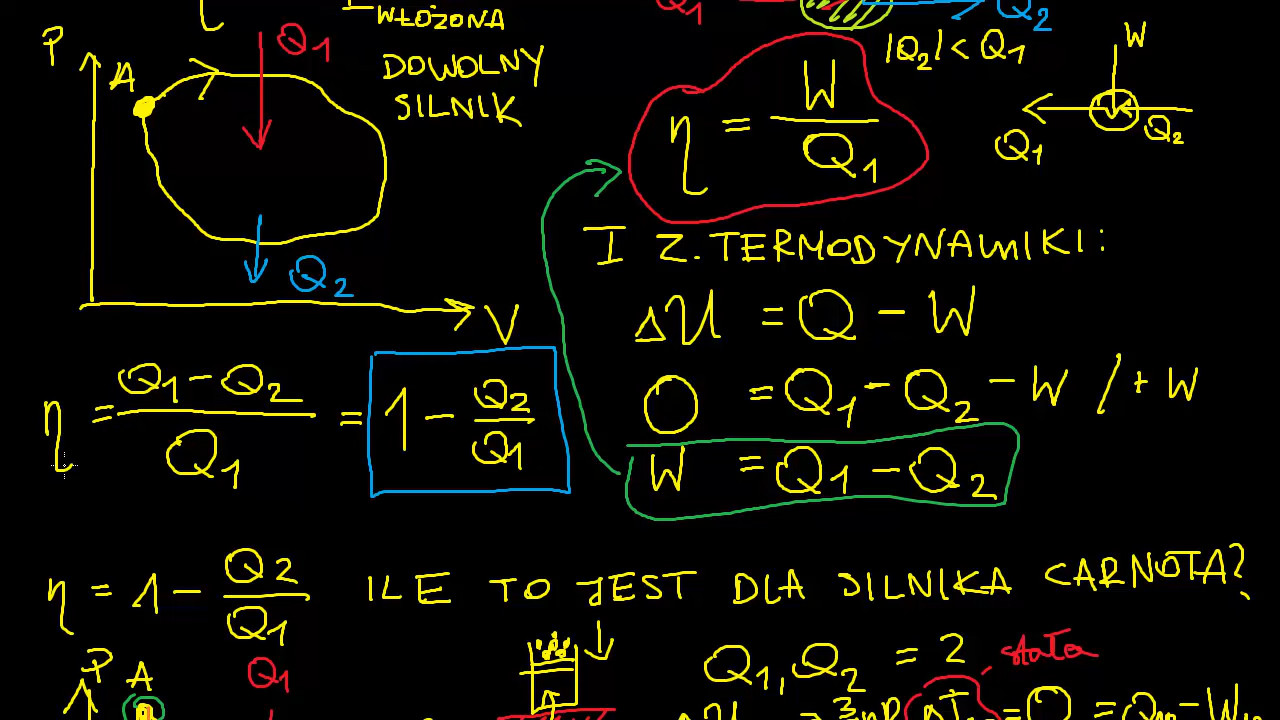 WŁOŻONA
Q1
Q2
P
A
Q1
DOWOLNY
SILNIK
|Q2| < Q1
W
η = W/Q1
Q1
Q2
I Z. TERMODYNAMIKI:
Q2
V
ΔU = Q - W
0 = Q1 - Q2 - W / + W
η = (Q1 - Q2)/Q1 = 1 - Q2/Q1
W = Q1 - Q2
η = 1 - Q2/Q1 ILE TO JEST DLA SILNIKA CARNOTA?
P A Q1
Q1, Q2 = 2
stała